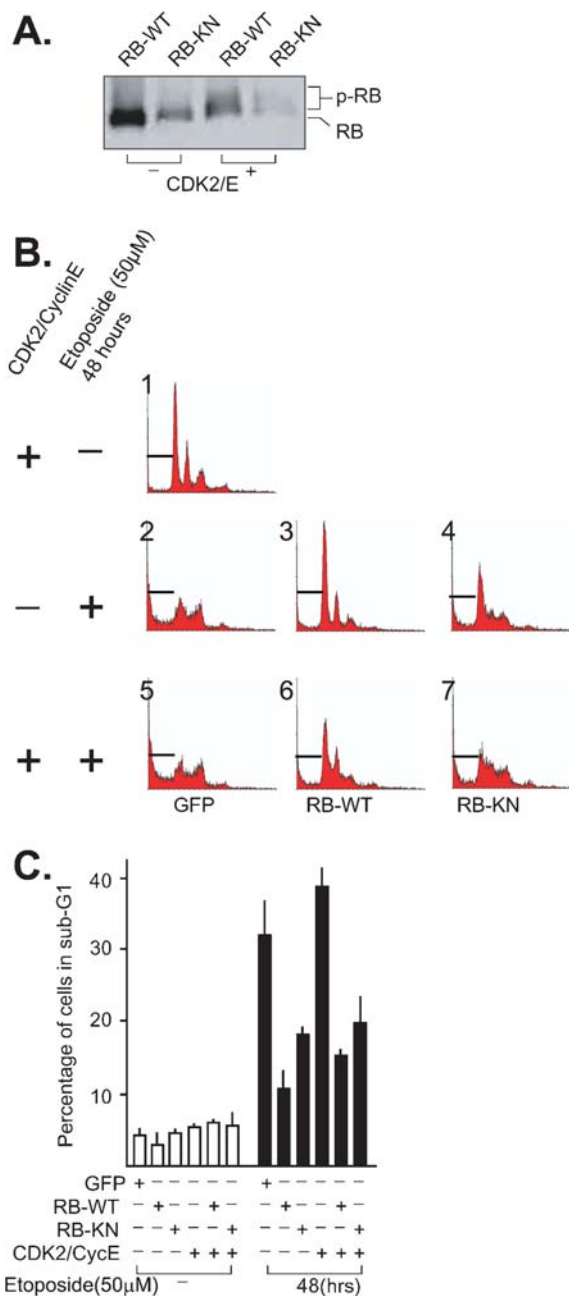 A.
RB-WT
RB-KN
RB-WT
RB-KN
p-RB
RB
− +
CDK2/E
B.
CDK2/CyclinE
Etoposide (50µM)
48 hours
1
+ −
2 3 4
− +
5 6 7
+ +
GFP RB-WT RB-KN
C.
Percentage of cells in sub-G1
40
30
20
10
GFP + − − − − − + − − − − −
RB-WT − + − − + − − + − − + −
RB-KN − − + − − + − − + − − +
CDK2/CycE − − − + + + − − − + + +
Etoposide(50µM) − 48(hrs)